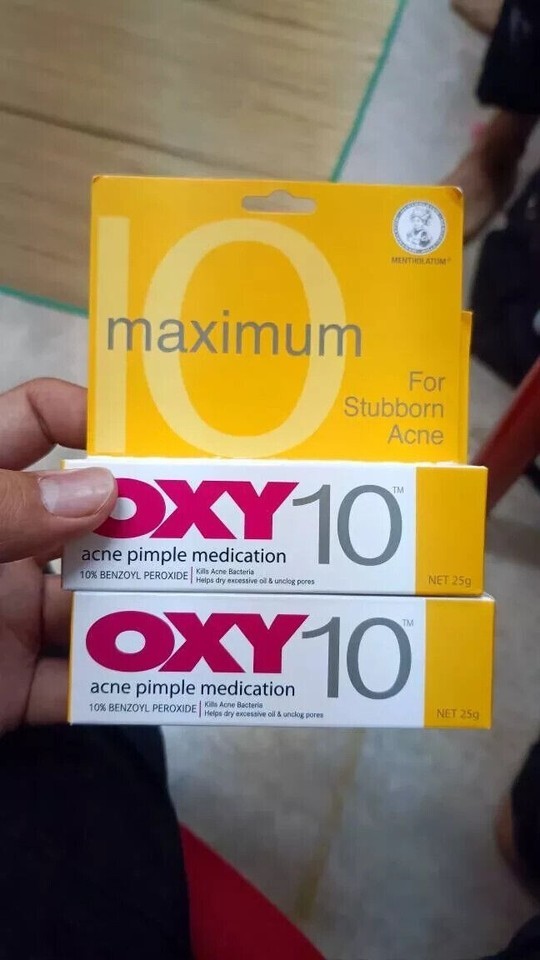 10
maximum
MENTHOLATUM®
For
Stubborn
Acne
OXY10™
acne pimple medication
10% BENZOYL PEROXIDE
Kills Acne Bacteria
Helps dry excessive oil & unclog pores
NET 25g
OXY10™
acne pimple medication
10% BENZOYL PEROXIDE
Kills Acne Bacteria
Helps dry excessive oil & unclog pores
NET 25g